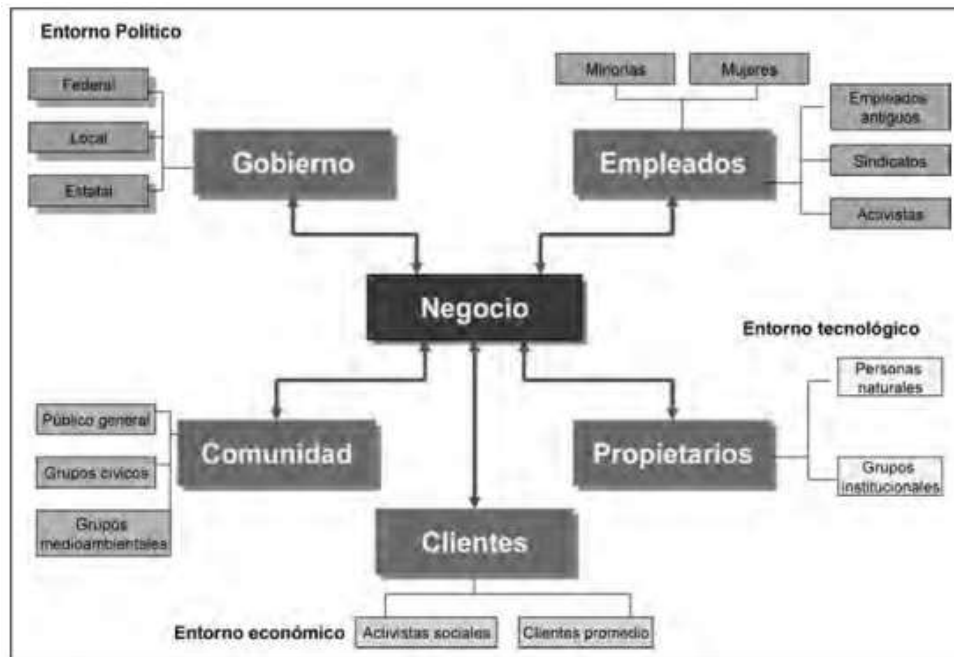 Entorno Político
Federal
Local
Estatal
Gobierno
Minorias
Mujeres
Empleados
Empleados
antiguos
Sindicatos
Activistas
Negocio
Entorno tecnológico
Personas
naturales
Grupos
institucionales
Propietarios
Público general
Grupos cívicos
Grupos
medioambientales
Comunidad
Clientes
Entorno económico
Activistas sociales
Clientes promedio